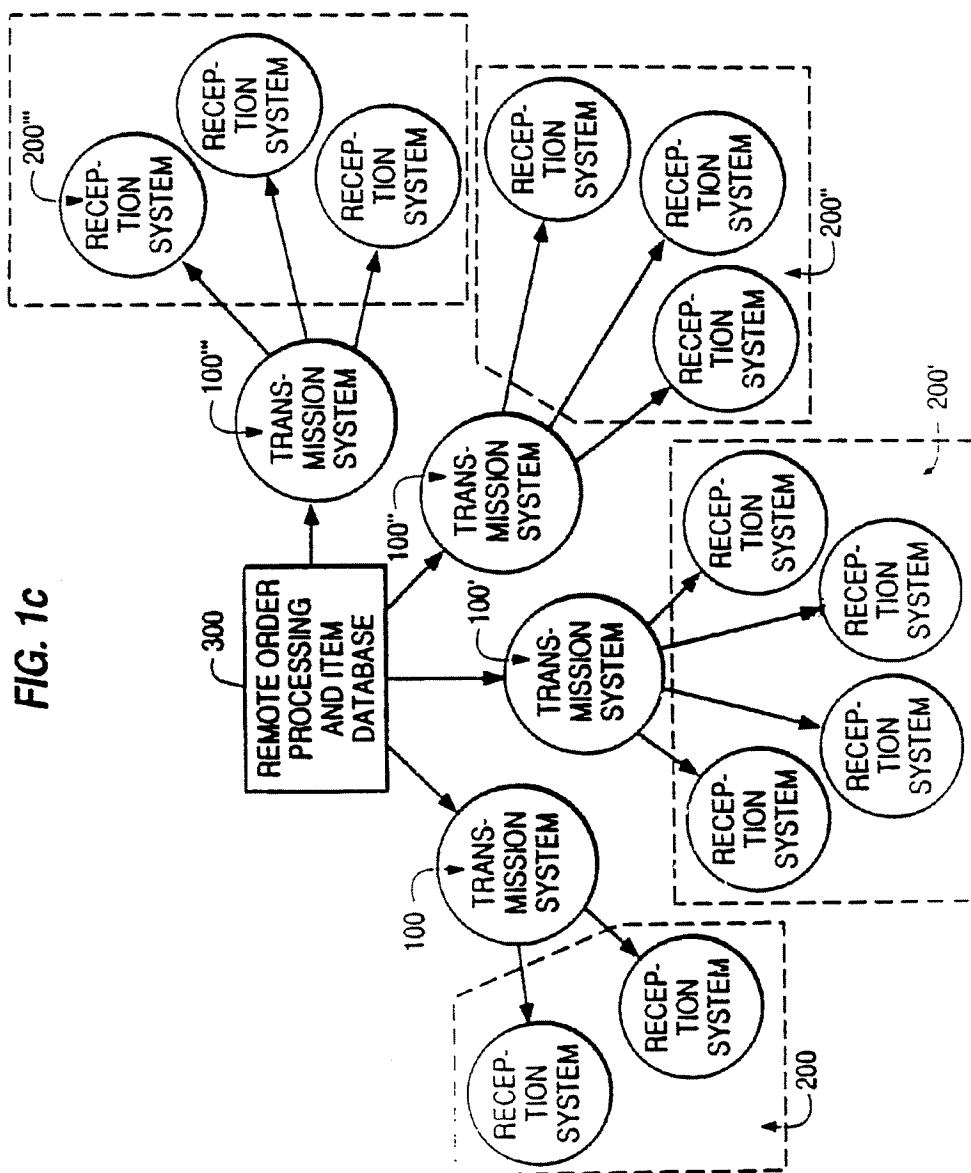 FIG. 1c
300
REMOTE ORDER
PROCESSING
AND ITEM
DATABASE
100
TRANS-
MISSION
SYSTEM
RECEP-
TION
SYSTEM
RECEP-
TION
SYSTEM
200
100'
TRANS-
MISSION
SYSTEM
RECEP-
TION
SYSTEM
RECEP-
TION
SYSTEM
RECEP-
TION
SYSTEM
RECEP-
TION
SYSTEM
200'
100''
TRANS-
MISSION
SYSTEM
RECEP-
TION
SYSTEM
RECEP-
TION
SYSTEM
RECEP-
TION
SYSTEM
200''
100'''
TRANS-
MISSION
SYSTEM
200'''
RECEP-
TION
SYSTEM
RECEP-
TION
SYSTEM
RECEP-
TION
SYSTEM